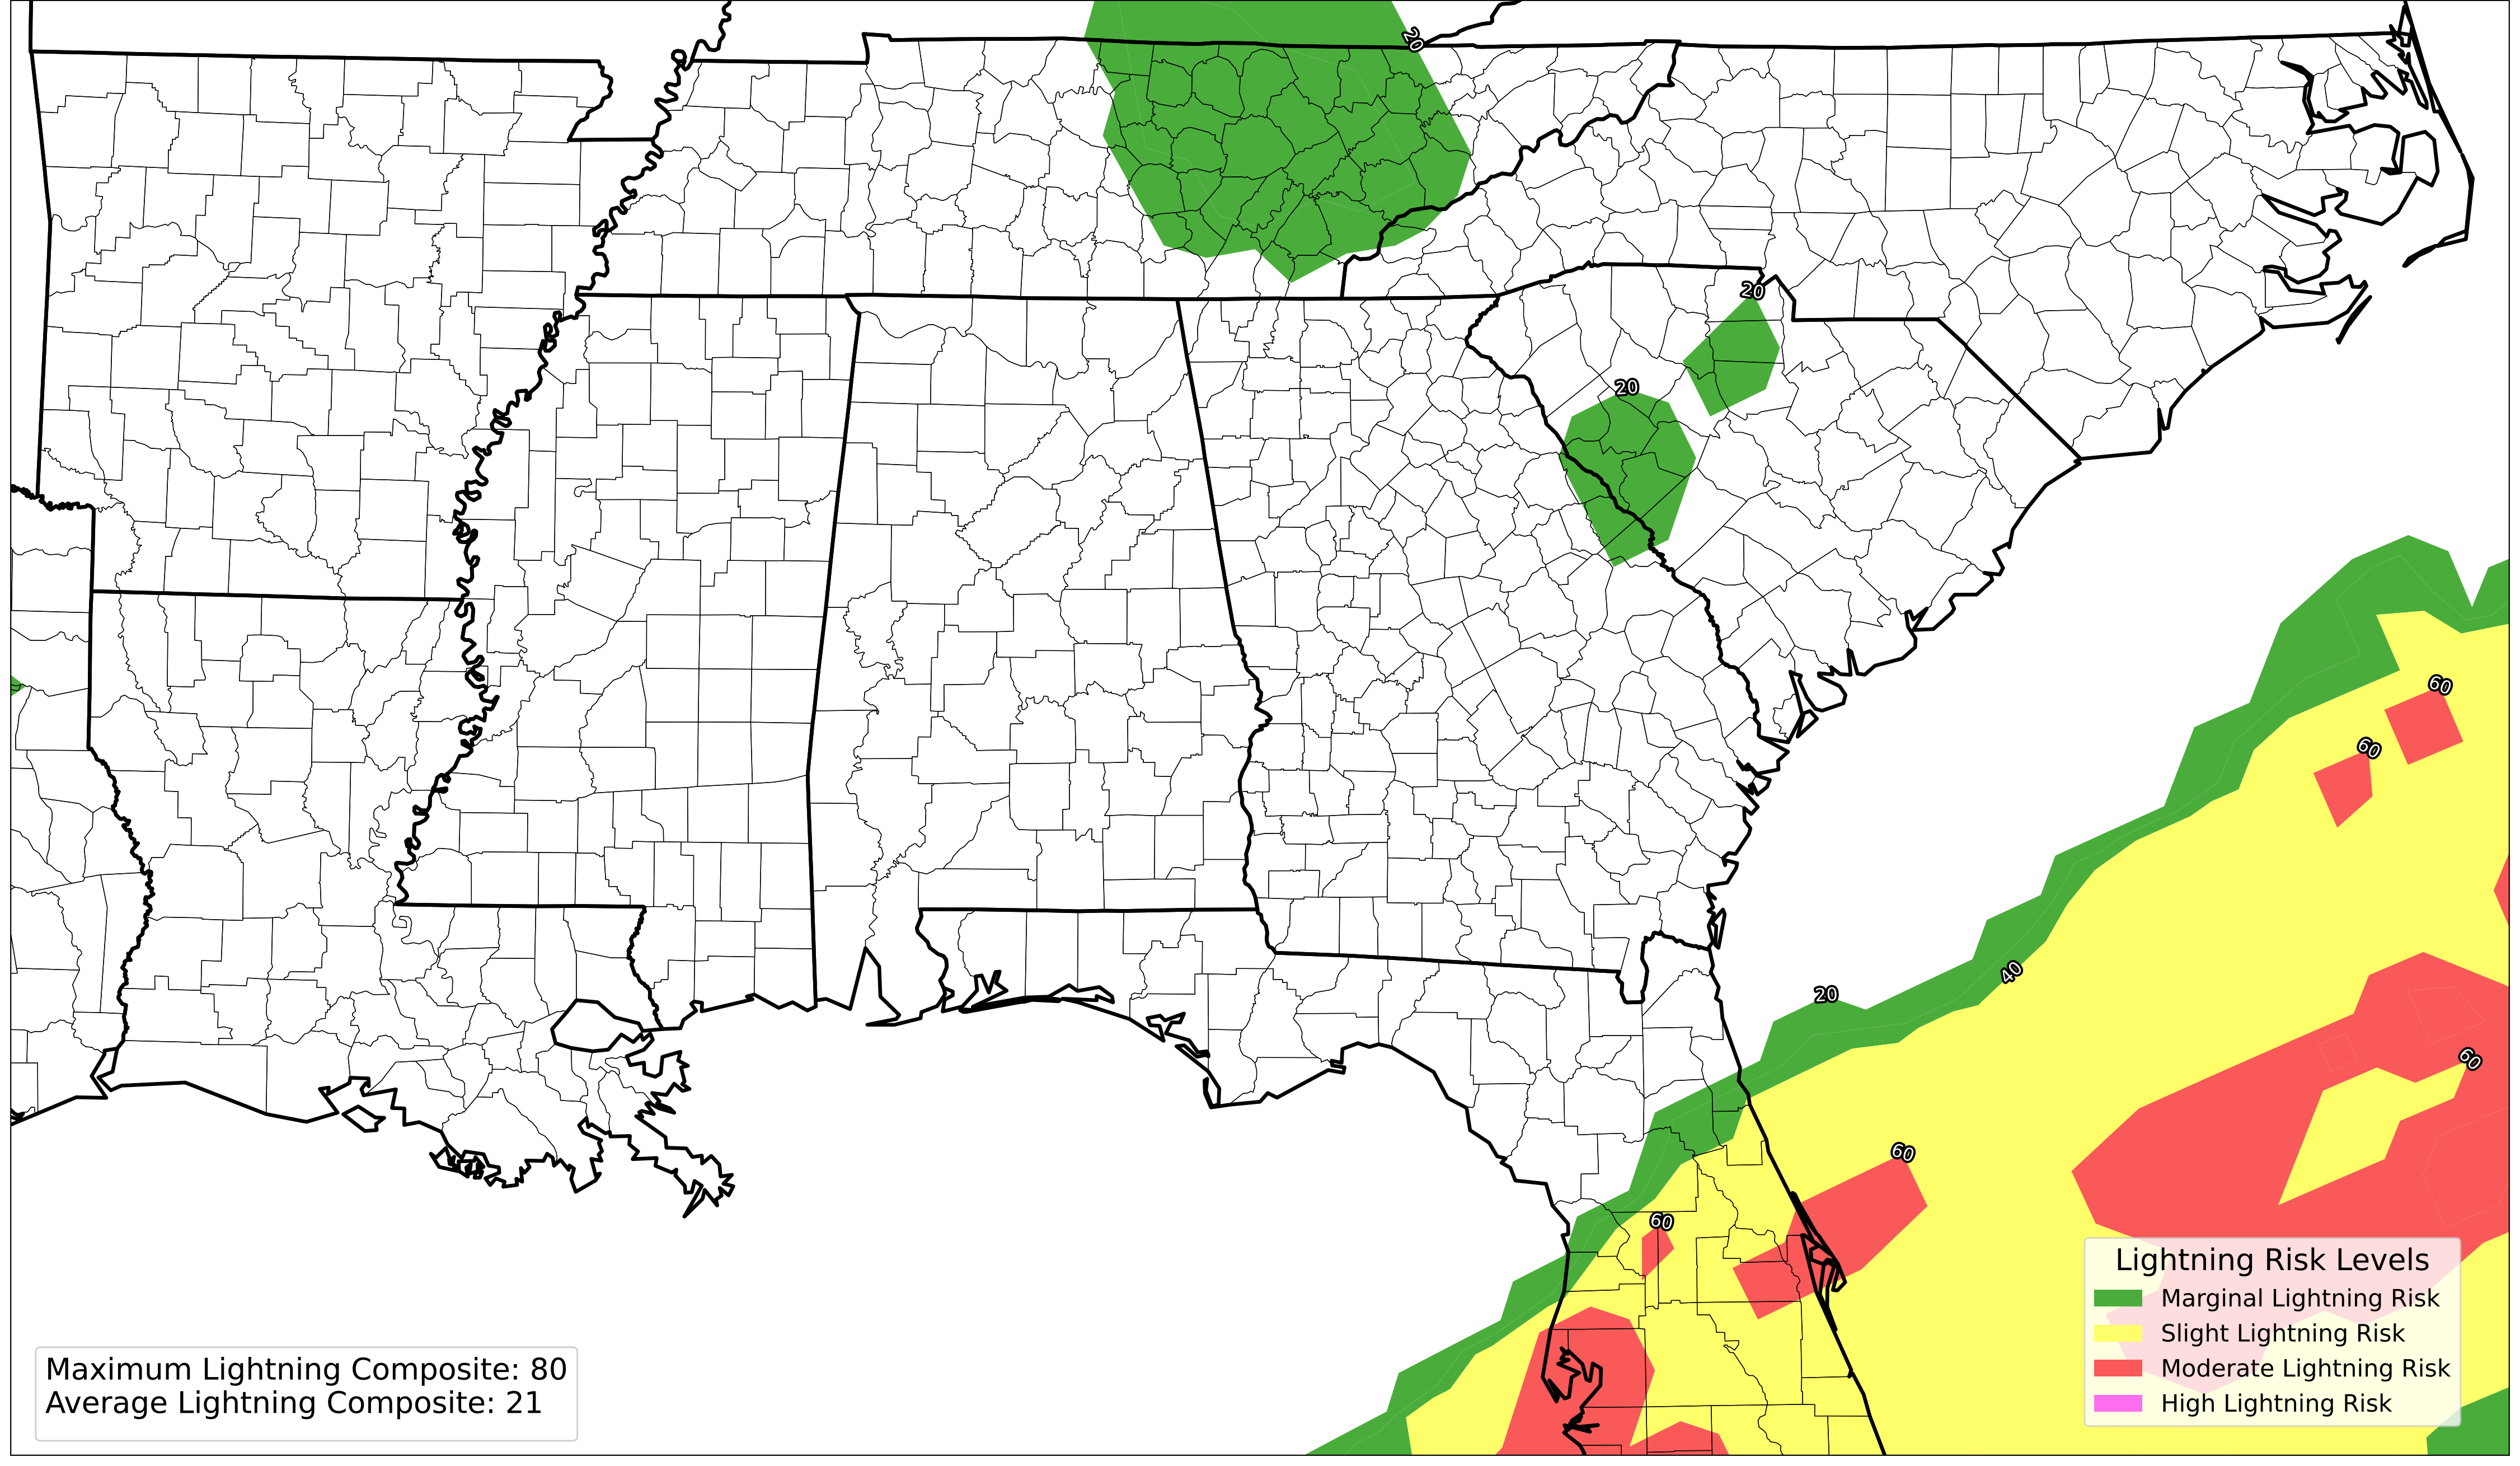 20
20
20
60
60
40
20
60
60
60
Lightning Risk Levels
Marginal Lightning Risk
Slight Lightning Risk
Moderate Lightning Risk
High Lightning Risk
Maximum Lightning Composite: 80
Average Lightning Composite: 21